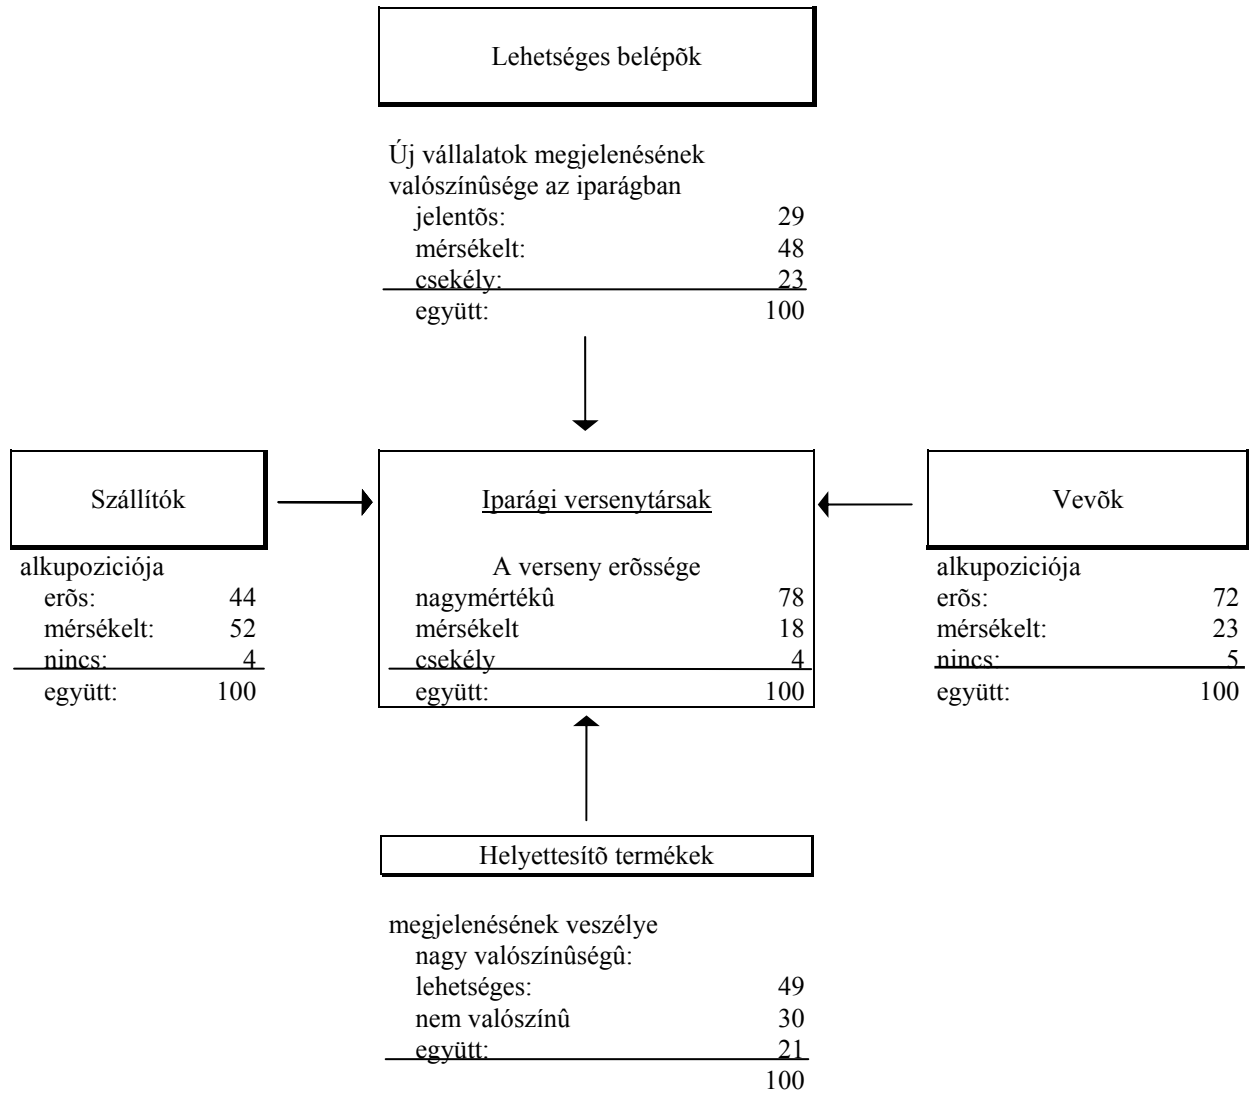 Lehetséges belépõk
Új vállalatok megjelenésének
valószínûsége az iparágban
jelentõs: 29
mérsékelt: 48
csekély: 23
együtt: 100
Szállítók
alkupoziciója
erõs: 44
mérsékelt: 52
nincs: 4
együtt: 100
Iparági versenytársak
A verseny erõssége
nagymértékû 78
mérsékelt 18
csekély 4
együtt: 100
Vevõk
alkupoziciója
erõs: 72
mérsékelt: 23
nincs: 5
együtt: 100
Helyettesítõ termékek
megjelenésének veszélye
nagy valószínûségû:
lehetséges: 49
nem valószínû 30
együtt: 21
100